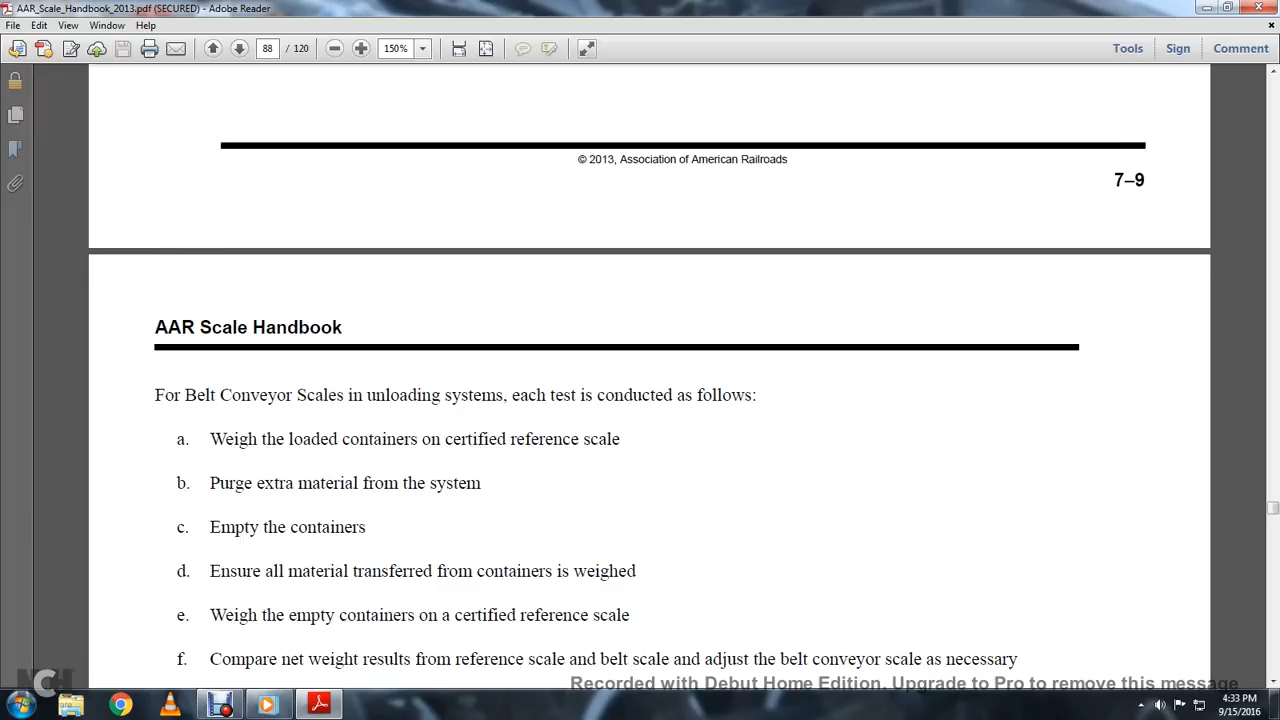 AAR_Scale_Handbook_2013.pdf (SECURED) - Adobe Reader
File Edit View Window Help
88 / 120 150% Tools Sign Comment
© 2013, Association of American Railroads
7–9
AAR Scale Handbook
For Belt Conveyor Scales in unloading systems, each test is conducted as follows:
a. Weigh the loaded containers on certified reference scale
b. Purge extra material from the system
c. Empty the containers
d. Ensure all material transferred from containers is weighed
e. Weigh the empty containers on a certified reference scale
f. Compare net weight results from reference scale and belt scale and adjust the belt conveyor scale as necessary
NCH
Recorded with Debut Home Edition. Upgrade to Pro to remove this message
4:33 PM
9/15/2016